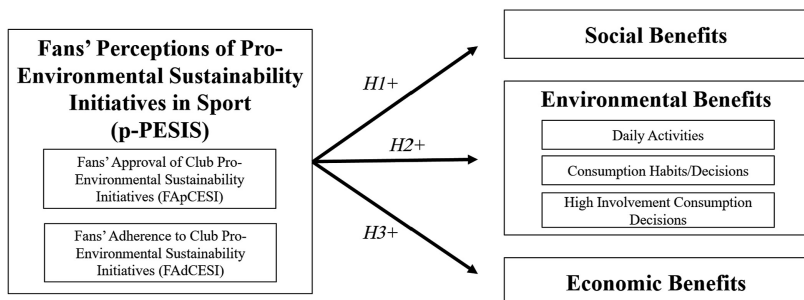 Fans' Perceptions of Pro-
Environmental Sustainability
Initiatives in Sport
(p-PESIS)
Fans' Approval of Club Pro-
Environmental Sustainability
Initiatives (FApCESI)
Fans' Adherence to Club Pro-
Environmental Sustainability
Initiatives (FAdCESI)
H1+
H2+
H3+
Social Benefits
Environmental Benefits
Daily Activities
Consumption Habits/Decisions
High Involvement Consumption
Decisions
Economic Benefits